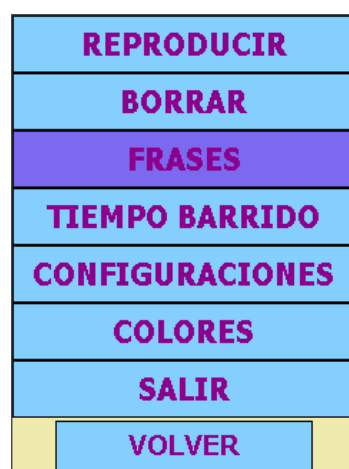 REPRODUCIR
BORRAR
FRASES
TIEMPO BARRIDO
CONFIGURACIONES
COLORES
SALIR
VOLVER